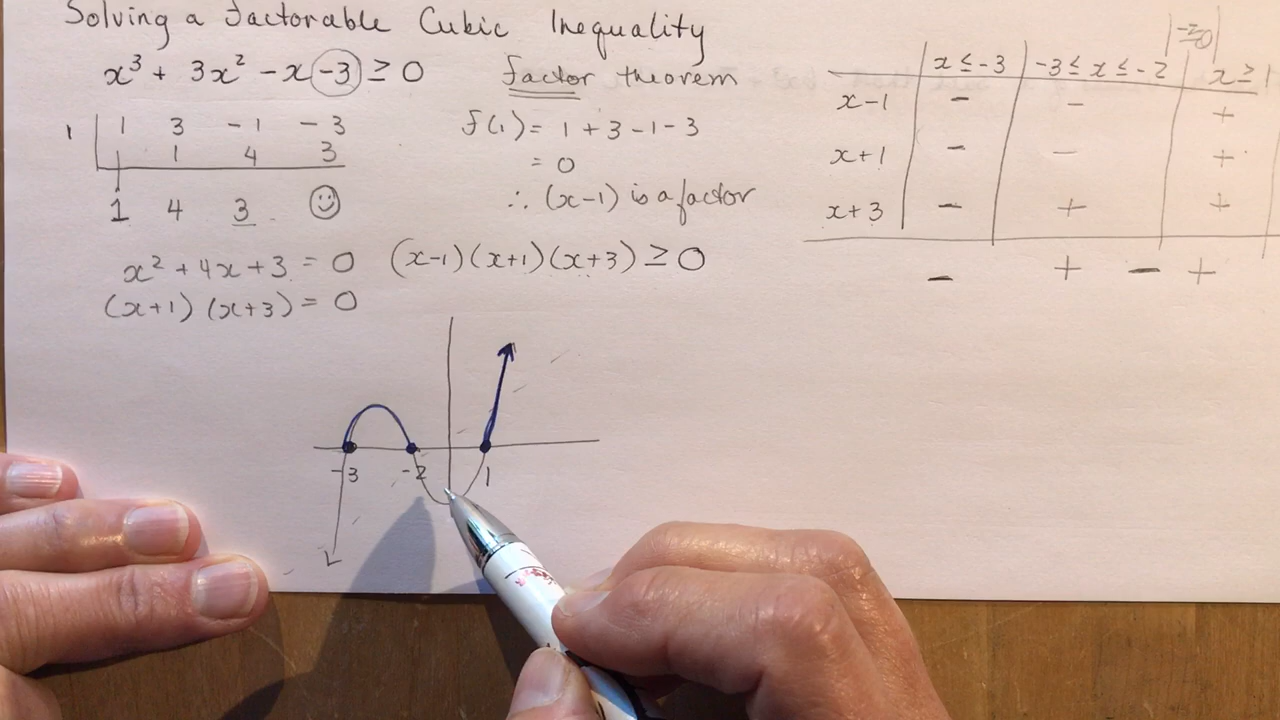 Solving a Factorable Cubic Inequality
x³ + 3x² - x - 3 ≥ 0
1 | 1 3 -1 -3
1 4 3
1 4 3 ☺
x² + 4x + 3 = 0
(x+1) (x+3) = 0
factor theorem
f(1) = 1 + 3 - 1 - 3
= 0
∴ (x-1) is a factor
(x-1)(x+1)(x+3) ≥ 0
x ≤ -3 | -3 ≤ x ≤ -2 | x ≥ 1
x-1 - - +
x+1 - - +
x+3 - + +
- + - +
-3 -2 1